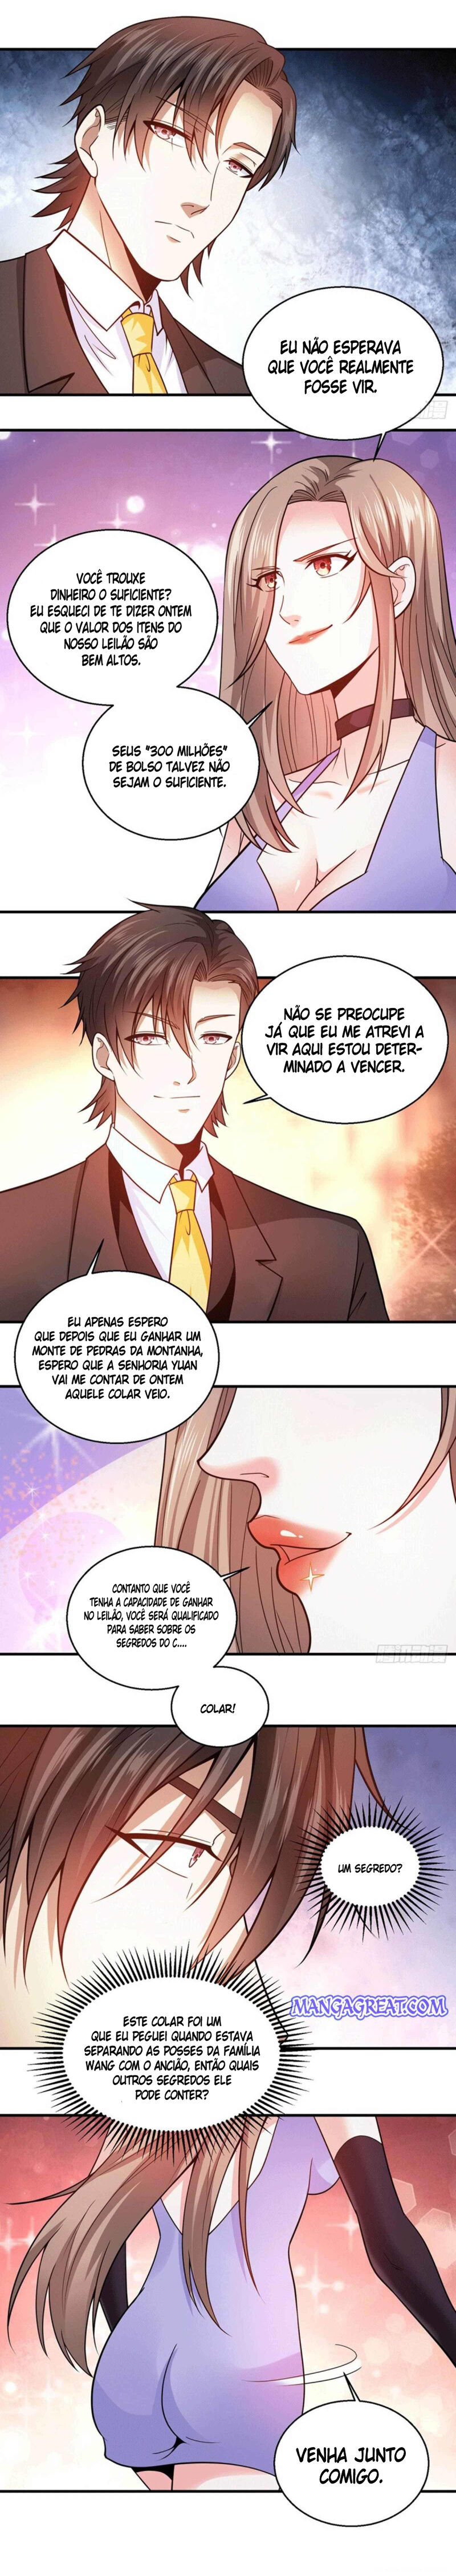 EU NÃO ESPERAVA
QUE VOCÊ REALMENTE
FOSSE VIR.
VOCÊ TROUXE
DINHEIRO O SUFICIENTE?
EU ESQUECI DE TE DIZER ONTEM
QUE O VALOR DOS ITENS DO
NOSSO LEILÃO SÃO
BEM ALTOS.
SEUS "300 MILHÕES"
DE BOLSO TALVEZ NÃO
SEJAM O SUFICIENTE.
NÃO SE PREOCUPE
JÁ QUE EU ME ATREVI A
VIR AQUI ESTOU DETER-
MINADO A VENCER.
EU APENAS ESPERO
QUE DEPOIS QUE EU GANHAR UM
MONTE DE PEDRAS DA MONTANHA,
ESPERO QUE A SENHORIA YUAN
VAI ME CONTAR DE ONTEM
AQUELE COLAR VEIO.
CONTANTO QUE VOCÊ
TENHA A CAPACIDADE DE GANHAR
NO LEILÃO, VOCÊ SERÁ QUALIFICADO
PARA SABER SOBRE OS
SEGREDOS DO C....
COLAR!
UM SEGREDO?
MANGAGREAT.COM
ESTE COLAR FOI UM
QUE EU PEGUEI QUANDO ESTAVA
SEPARANDO AS POSSES DA FAMÍLIA
WANG COM O ANCIÃO, ENTÃO QUAIS
OUTROS SEGREDOS ELE
PODE CONTER?
VENHA JUNTO
COMIGO.